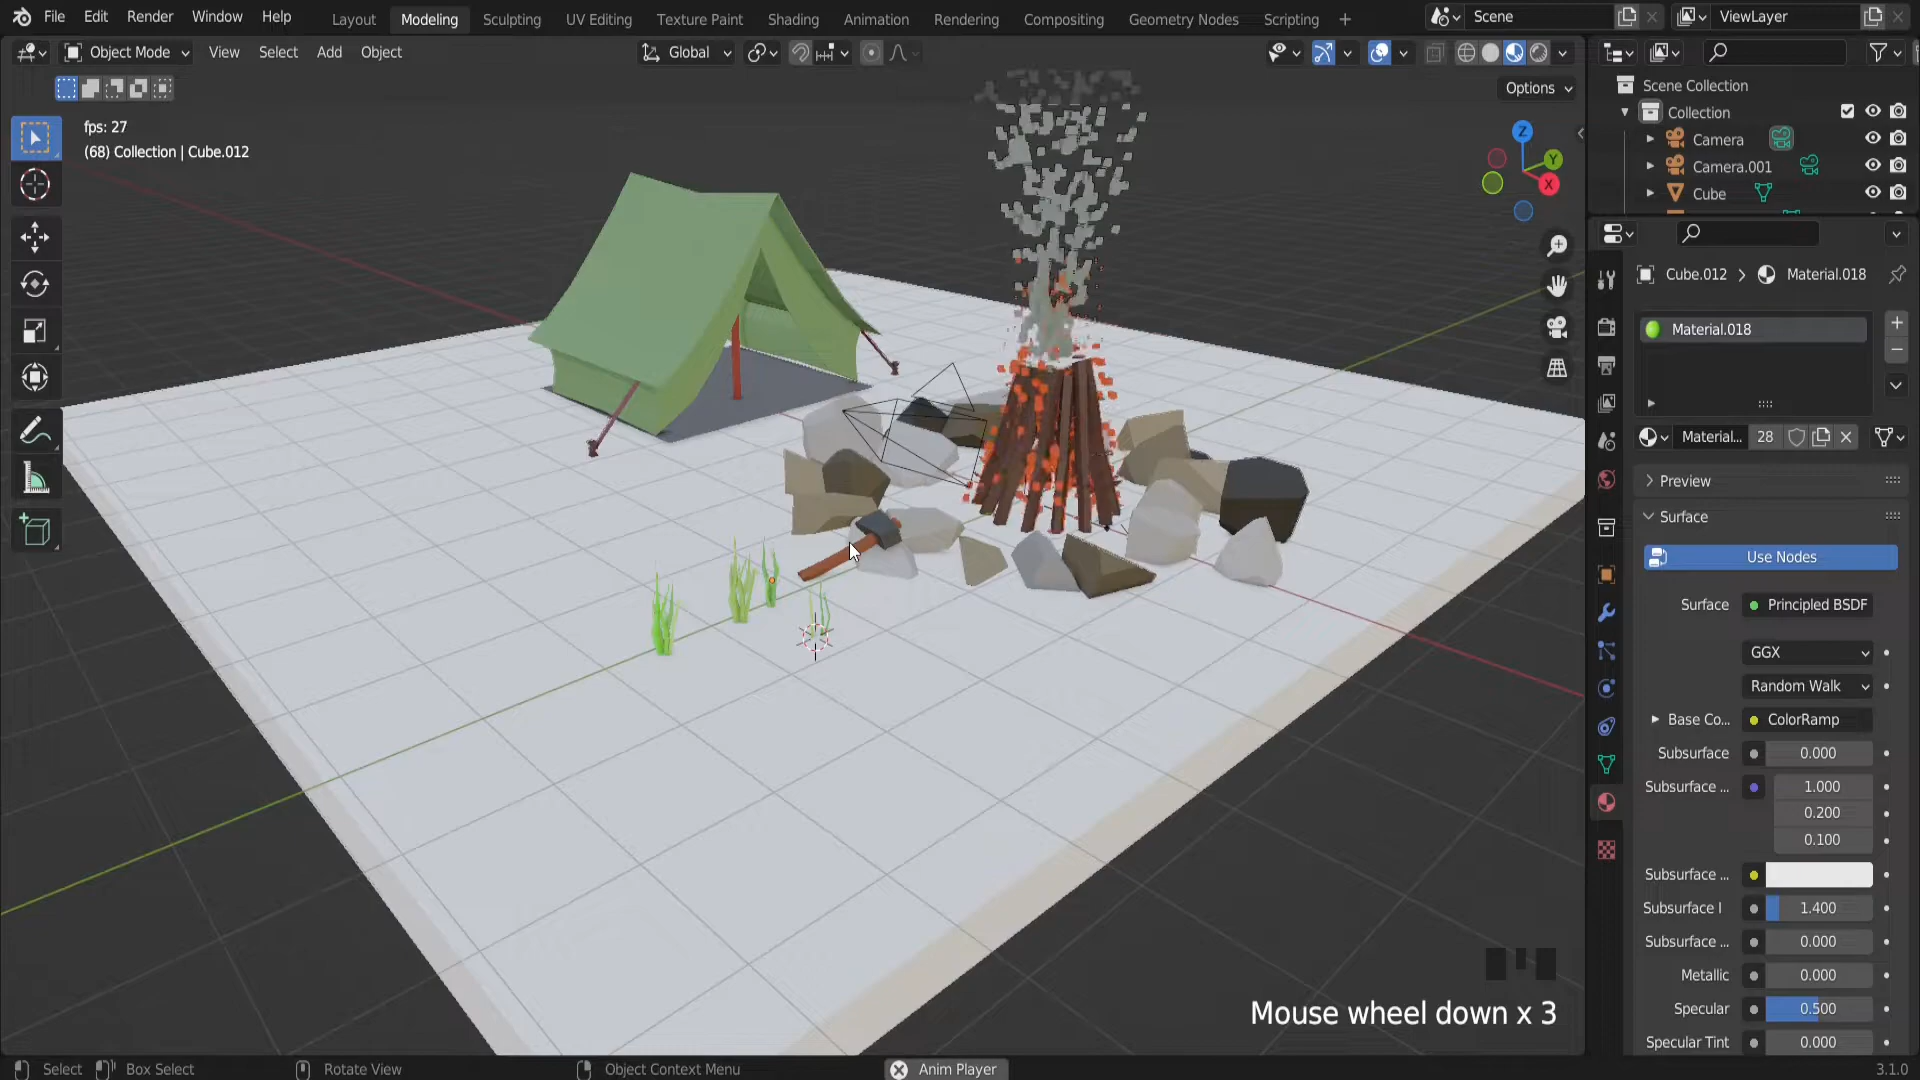 File Edit Render Window Help
Layout Modeling Sculpting UV Editing Texture Paint Shading Animation Rendering Compositing Geometry Nodes Scripting +
Scene
ViewLayer
Object Mode View Select Add Object
Global
Options
fps: 27
(68) Collection | Cube.012
Z
Y
X
Scene Collection
Collection
Camera
Camera.001
Cube
Cube.012 > Material.018
Material.018
Material... 28
Preview
Surface
Use Nodes
Surface Principled BSDF
GGX
Random Walk
Base Co... ColorRamp
Subsurface 0.000
Subsurface ... 1.000
0.200
0.100
Subsurface ...
Subsurface I 1.400
Subsurface ... 0.000
Metallic 0.000
Specular 0.500
Specular Tint 0.000
Mouse wheel down x 3
Select Box Select Rotate View Object Context Menu Anim Player 3.1.0